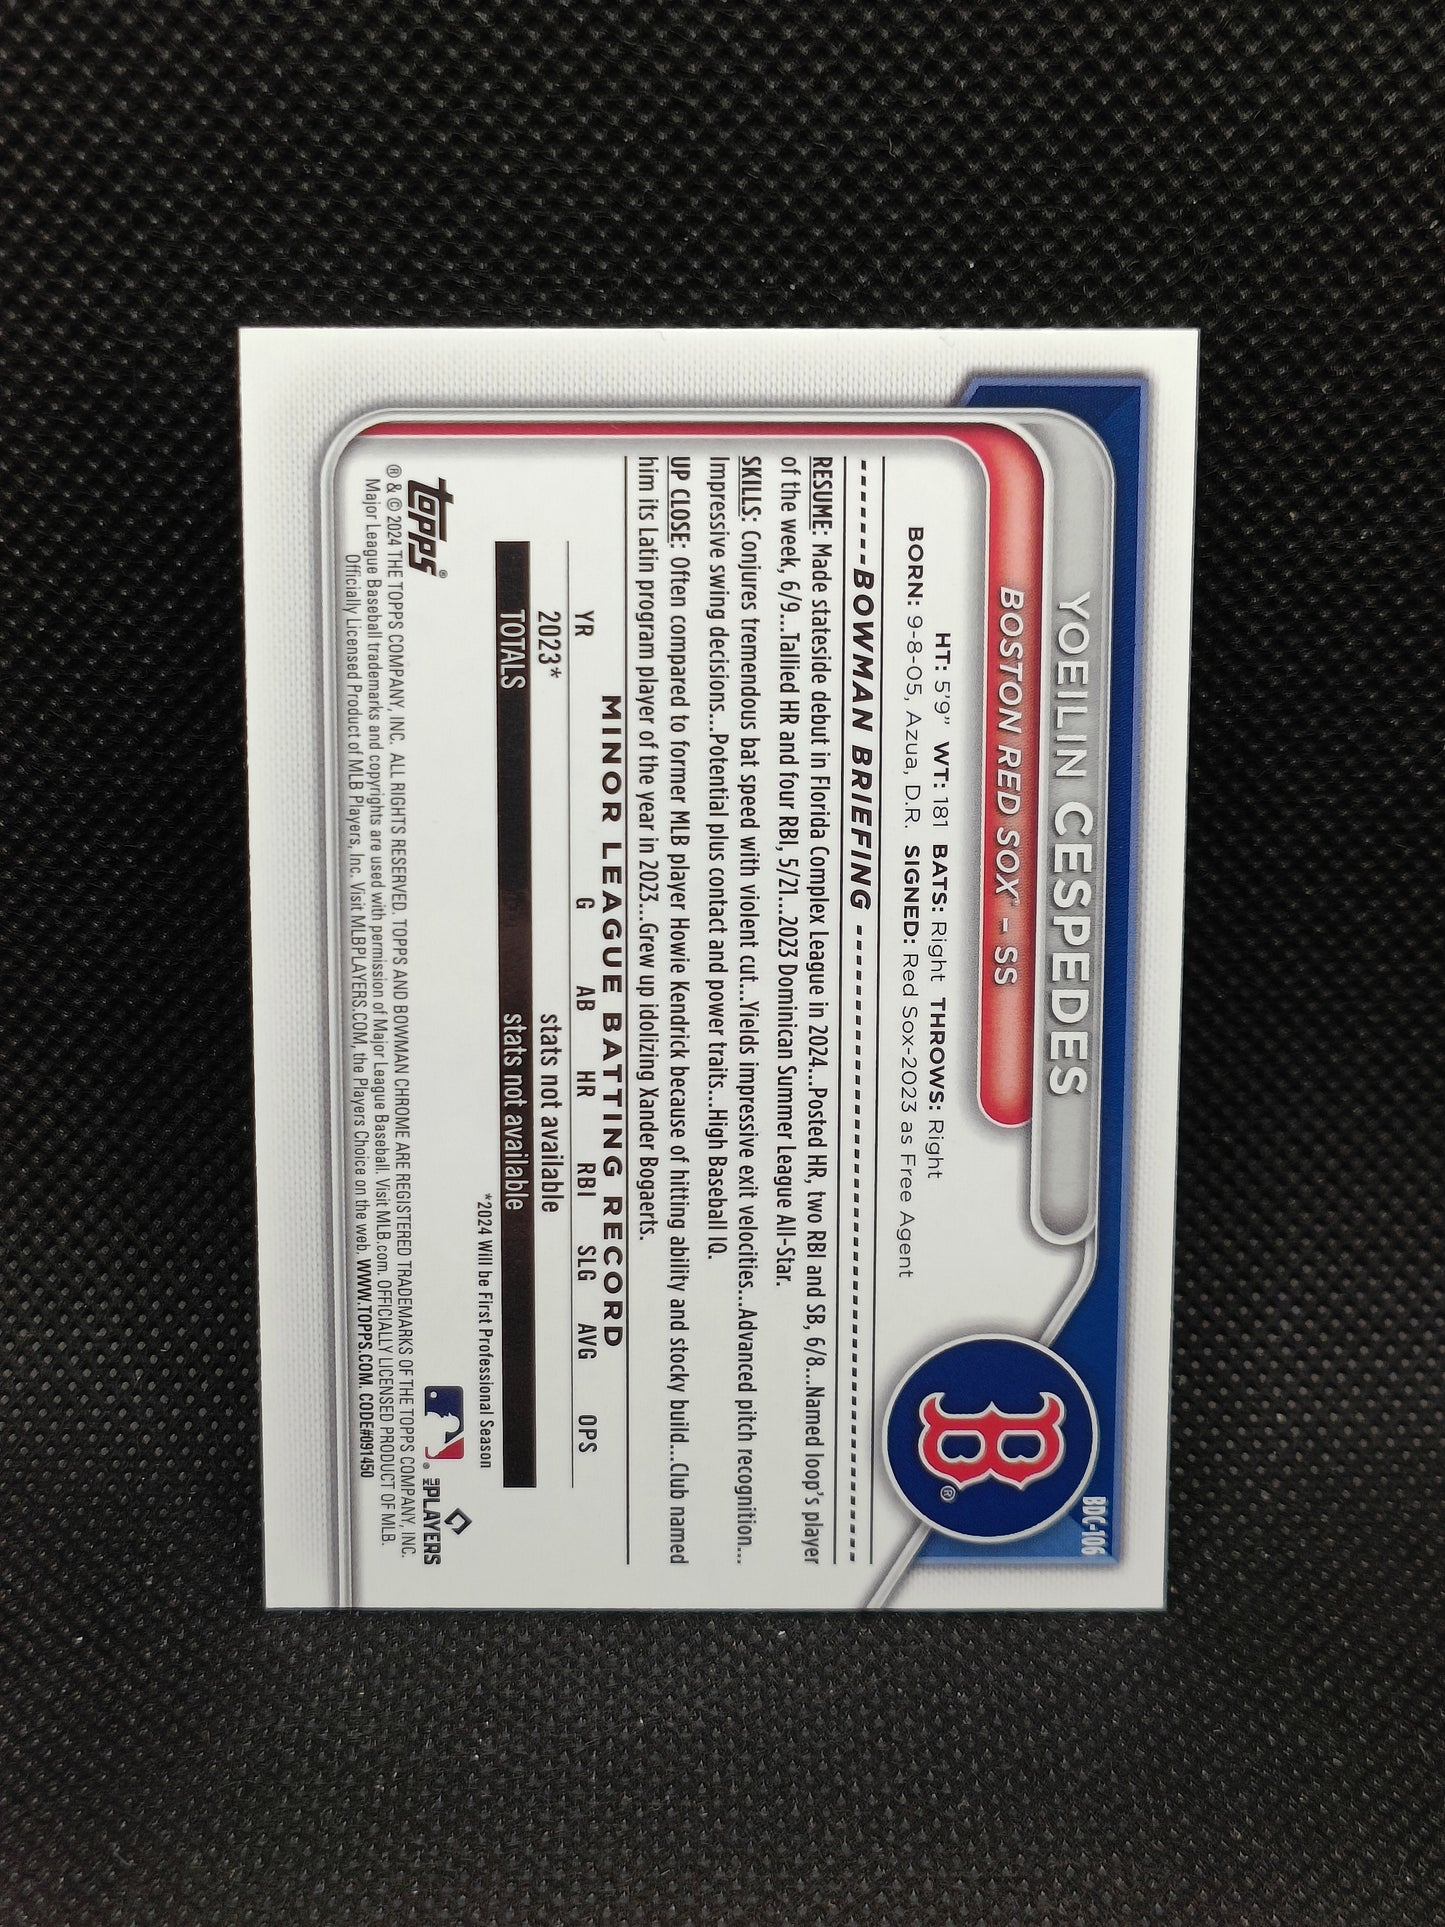 BDC-106
YOEILIN CESPEDES
BOSTON RED SOX™ – SS
B®
HT: 5'9" WT: 181 BATS: Right THROWS: Right
BORN: 9-8-05, Azua, D.R. SIGNED: Red Sox-2023 as Free Agent
BOWMAN BRIEFING
RESUME: Made stateside debut in Florida Complex League in 2024...Posted HR, two RBI and SB, 6/8...Named loop's player
of the week, 6/9...Tallied HR and four RBI, 5/21...2023 Dominican Summer League All-Star.
SKILLS: Conjures tremendous bat speed with violent cut...Yields impressive exit velocities...Advanced pitch recognition...
Impressive swing decisions...Potential plus contact and power traits...High Baseball IQ.
UP CLOSE: Often compared to former MLB player Howie Kendrick because of hitting ability and stocky build...Club named
him its Latin program player of the year in 2023...Grew up idolizing Xander Bogaerts.
MINOR LEAGUE BATTING RECORD
YR G AB HR RBI SLG AVG OPS
2023* stats not available
TOTALS stats not available
*2024 Will be First Professional Season
topps®
MLB PLAYERS
® & © 2024 THE TOPPS COMPANY, INC. ALL RIGHTS RESERVED. TOPPS AND BOWMAN CHROME ARE REGISTERED TRADEMARKS OF THE TOPPS COMPANY, INC.
Major League Baseball trademarks and copyrights are used with permission of Major League Baseball. Visit MLB.com. OFFICIALLY LICENSED PRODUCT OF MLB.
Officially Licensed Product of MLB Players, Inc. Visit MLBPLAYERS.COM, the Players Choice on the web. WWW.TOPPS.COM. CODE#091450